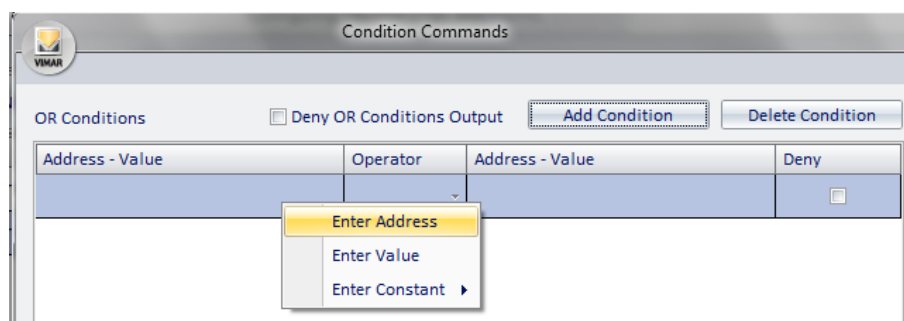 Condition Commands
VIMAR
OR Conditions Deny OR Conditions Output Add Condition Delete Condition
Address - Value Operator Address - Value Deny
Enter Address
Enter Value
Enter Constant